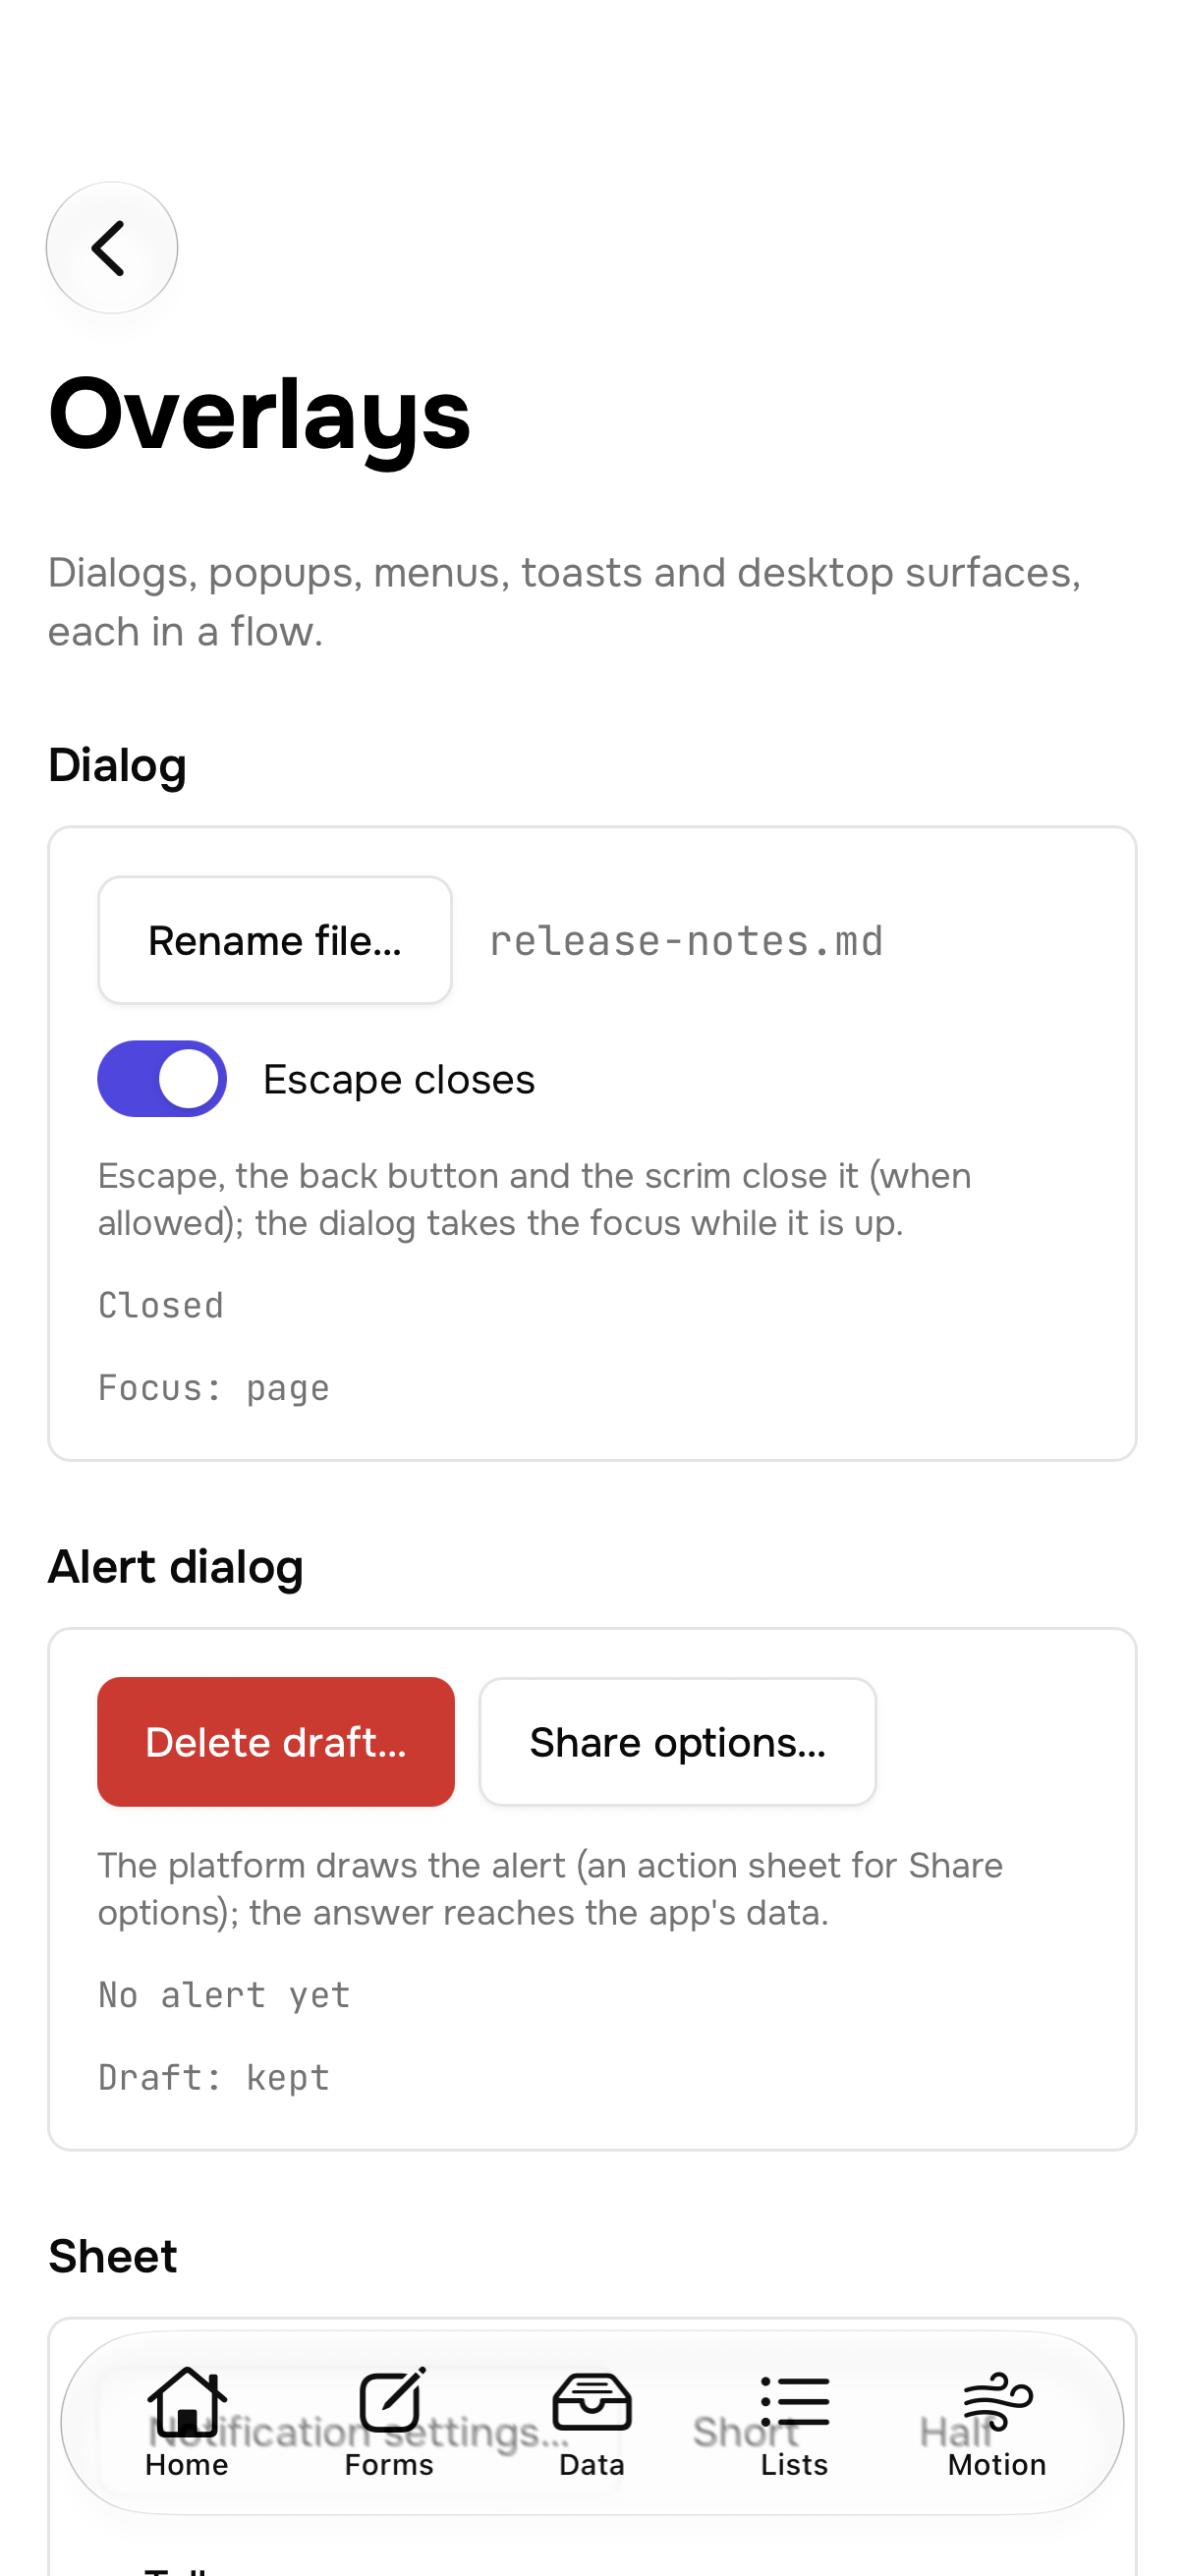 Overlays
Dialogs, popups, menus, toasts and desktop surfaces,
each in a flow.
Dialog
Rename file...
release-notes.md
Escape closes
Escape, the back button and the scrim close it (when
allowed); the dialog takes the focus while it is up.
Closed
Focus: page
Alert dialog
Delete draft...
Share options...
The platform draws the alert (an action sheet for Share
options); the answer reaches the app's data.
No alert yet
Draft: kept
Sheet
Notification settings...
Short
Half
Home
Forms
Data
Lists
Motion